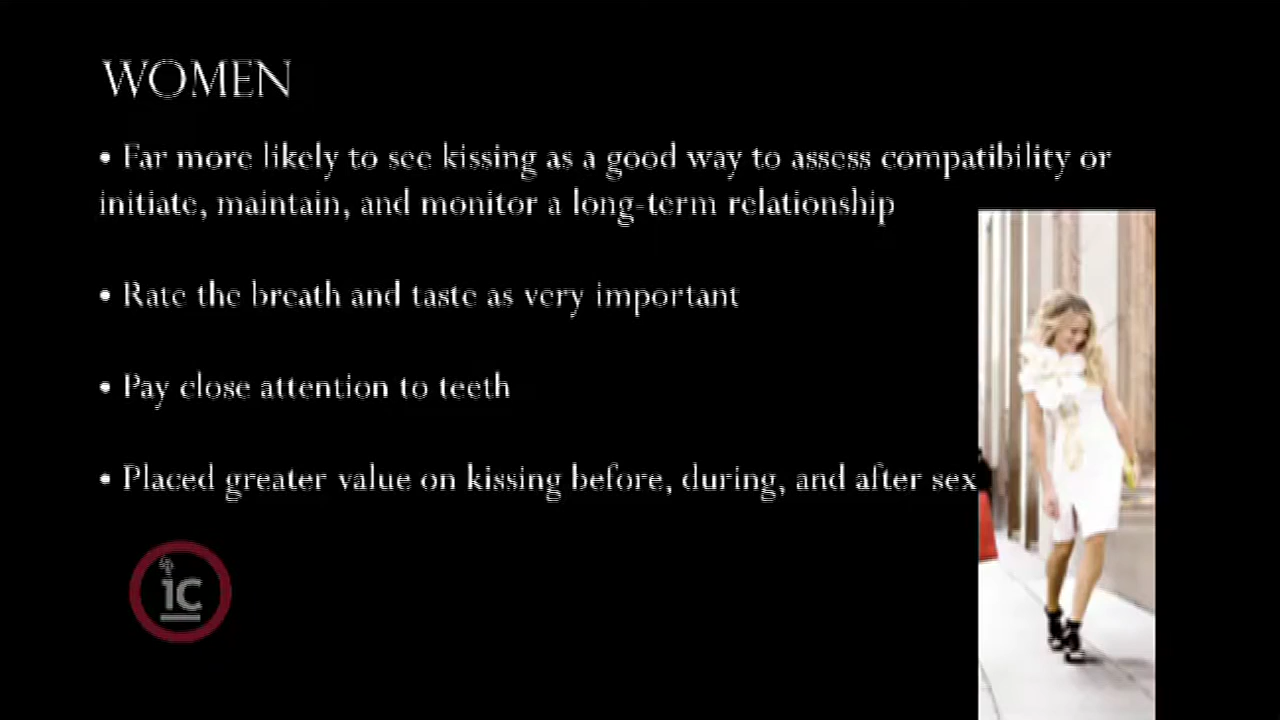 WOMEN
• Far more likely to see kissing as a good way to assess compatibility or
initiate, maintain, and monitor a long-term relationship
• Rate the breath and taste as very important
• Pay close attention to teeth
• Placed greater value on kissing before, during, and after sex
ic